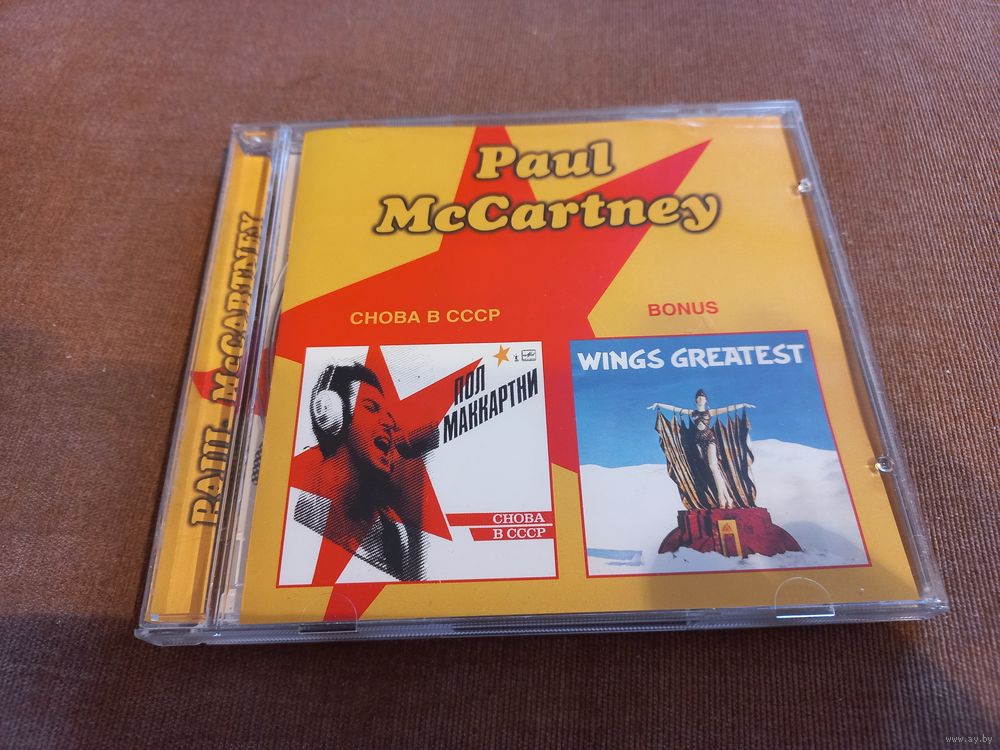 Paul
McCartney
PAUL McCARTNEY
СНОВА В СССР
BONUS
ПОЛ
МАККАРТНИ
СНОВА
В СССР
WINGS GREATEST
www.ay.by